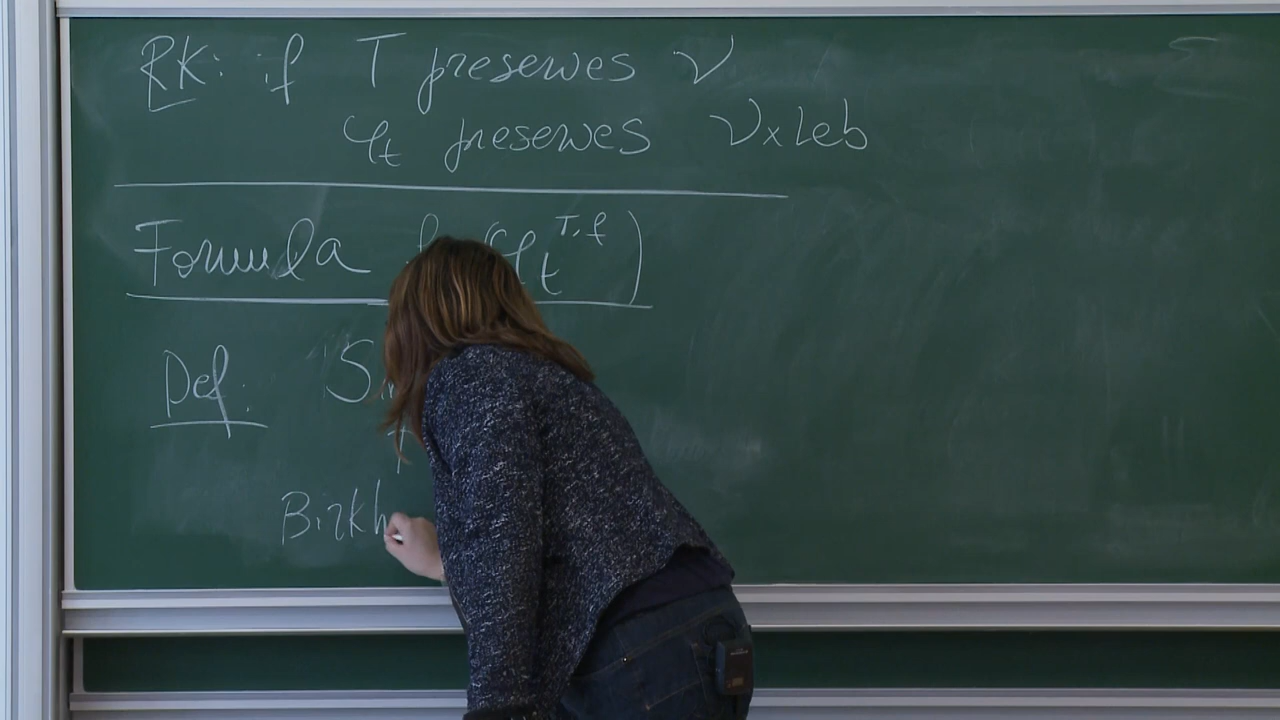 RK: if T preserves ν
φt preserves ν×Leb
Formula (φt^T,f)
Def:
Birkh